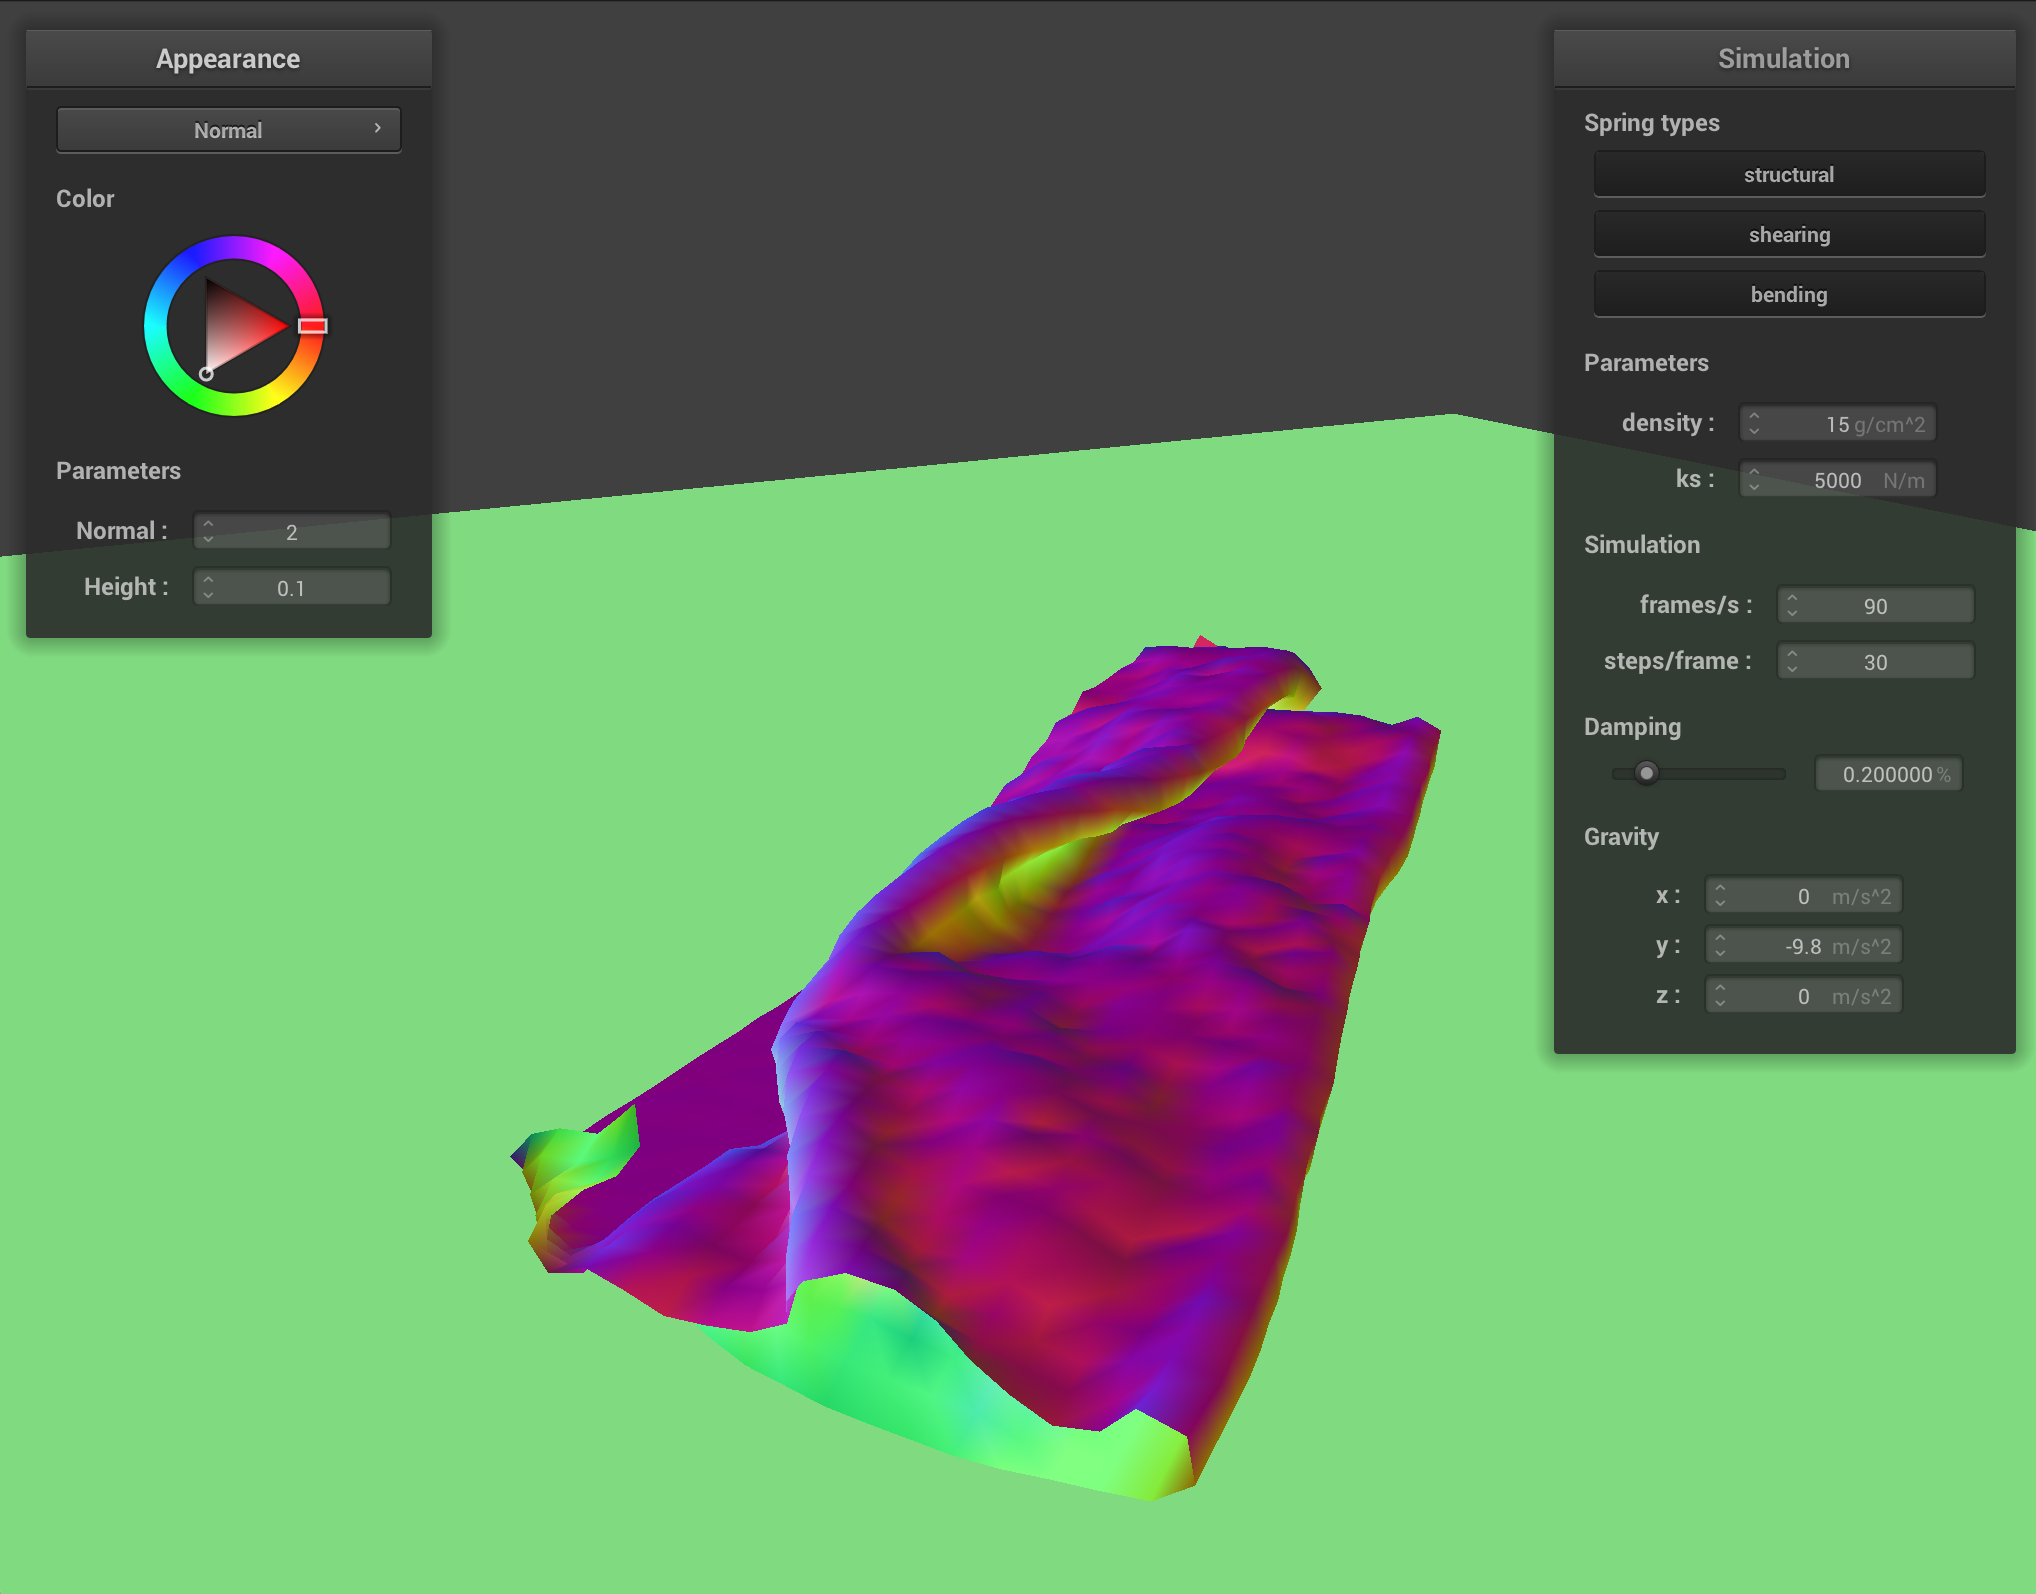 Appearance
Normal
Color
Parameters
Normal : 2
Height : 0.1
Simulation
Spring types
structural
shearing
bending
Parameters
density : 15 g/cm^2
ks : 5000 N/m
Simulation
frames/s : 90
steps/frame : 30
Damping
0.200000 %
Gravity
x : 0 m/s^2
y : -9.8 m/s^2
z : 0 m/s^2